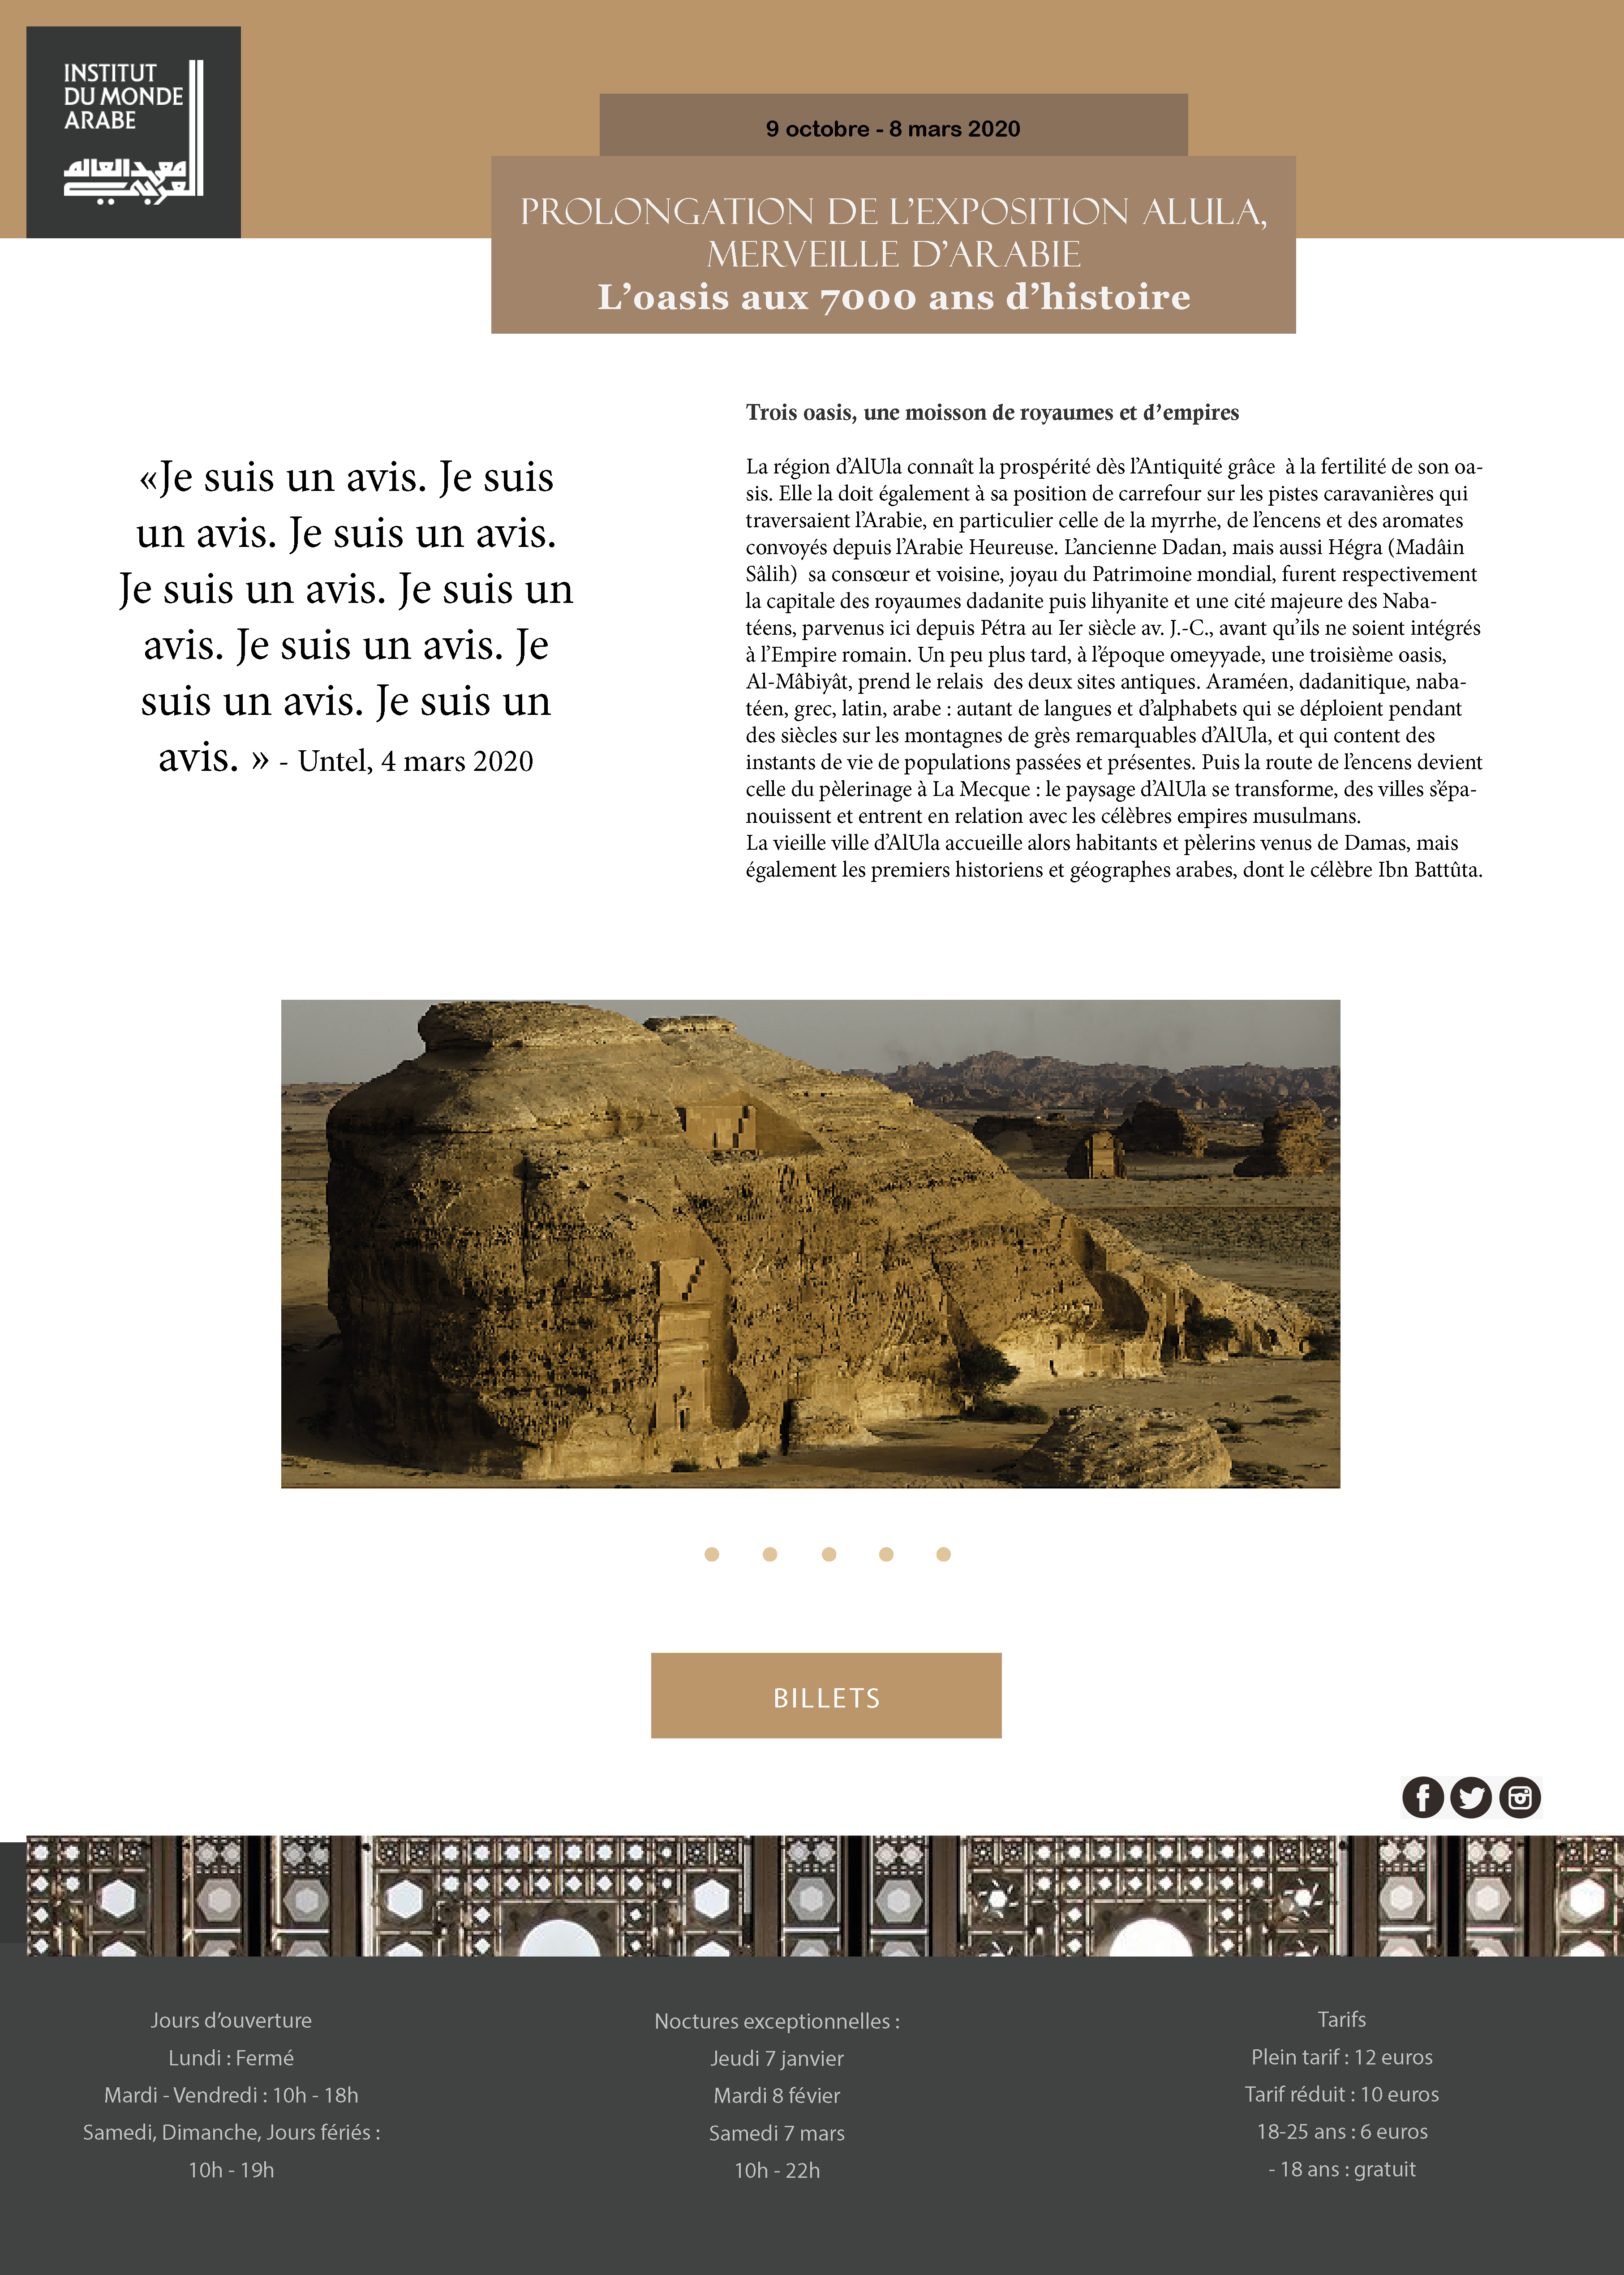 INSTITUT
DU MONDE
ARABE
معهد العالم
العربي
9 octobre - 8 mars 2020
PROLONGATION DE L’EXPOSITION ALULA,
MERVEILLE D’ARABIE
L’oasis aux 7000 ans d’histoire
«Je suis un avis. Je suis
un avis. Je suis un avis.
Je suis un avis. Je suis un
avis. Je suis un avis. Je
suis un avis. Je suis un
avis. » - Untel, 4 mars 2020
Trois oasis, une moisson de royaumes et d’empires
La région d’AlUla connaît la prospérité dès l’Antiquité grâce  à la fertilité de son oa-
sis. Elle la doit également à sa position de carrefour sur les pistes caravanières qui
traversaient l’Arabie, en particulier celle de la myrrhe, de l’encens et des aromates
convoyés depuis l’Arabie Heureuse. L’ancienne Dadan, mais aussi Hégra (Madâin
Sâlih)  sa consœur et voisine, joyau du Patrimoine mondial, furent respectivement
la capitale des royaumes dadanite puis lihyanite et une cité majeure des Naba-
téens, parvenus ici depuis Pétra au Ier siècle av. J.-C., avant qu’ils ne soient intégrés
à l’Empire romain. Un peu plus tard, à l’époque omeyyade, une troisième oasis,
Al-Mâbiyât, prend le relais  des deux sites antiques. Araméen, dadanitique, naba-
téen, grec, latin, arabe : autant de langues et d’alphabets qui se déploient pendant
des siècles sur les montagnes de grès remarquables d’AlUla, et qui content des
instants de vie de populations passées et présentes. Puis la route de l’encens devient
celle du pèlerinage à La Mecque : le paysage d’AlUla se transforme, des villes s’épa-
nouissent et entrent en relation avec les célèbres empires musulmans.
La vieille ville d’AlUla accueille alors habitants et pèlerins venus de Damas, mais
également les premiers historiens et géographes arabes, dont le célèbre Ibn Battûta.
BILLETS
Jours d’ouverture
Lundi : Fermé
Mardi - Vendredi : 10h - 18h
Samedi, Dimanche, Jours fériés :
10h - 19h
Noctures exceptionnelles :
Jeudi 7 janvier
Mardi 8 févier
Samedi 7 mars
10h - 22h
Tarifs
Plein tarif : 12 euros
Tarif réduit : 10 euros
18-25 ans : 6 euros
- 18 ans : gratuit